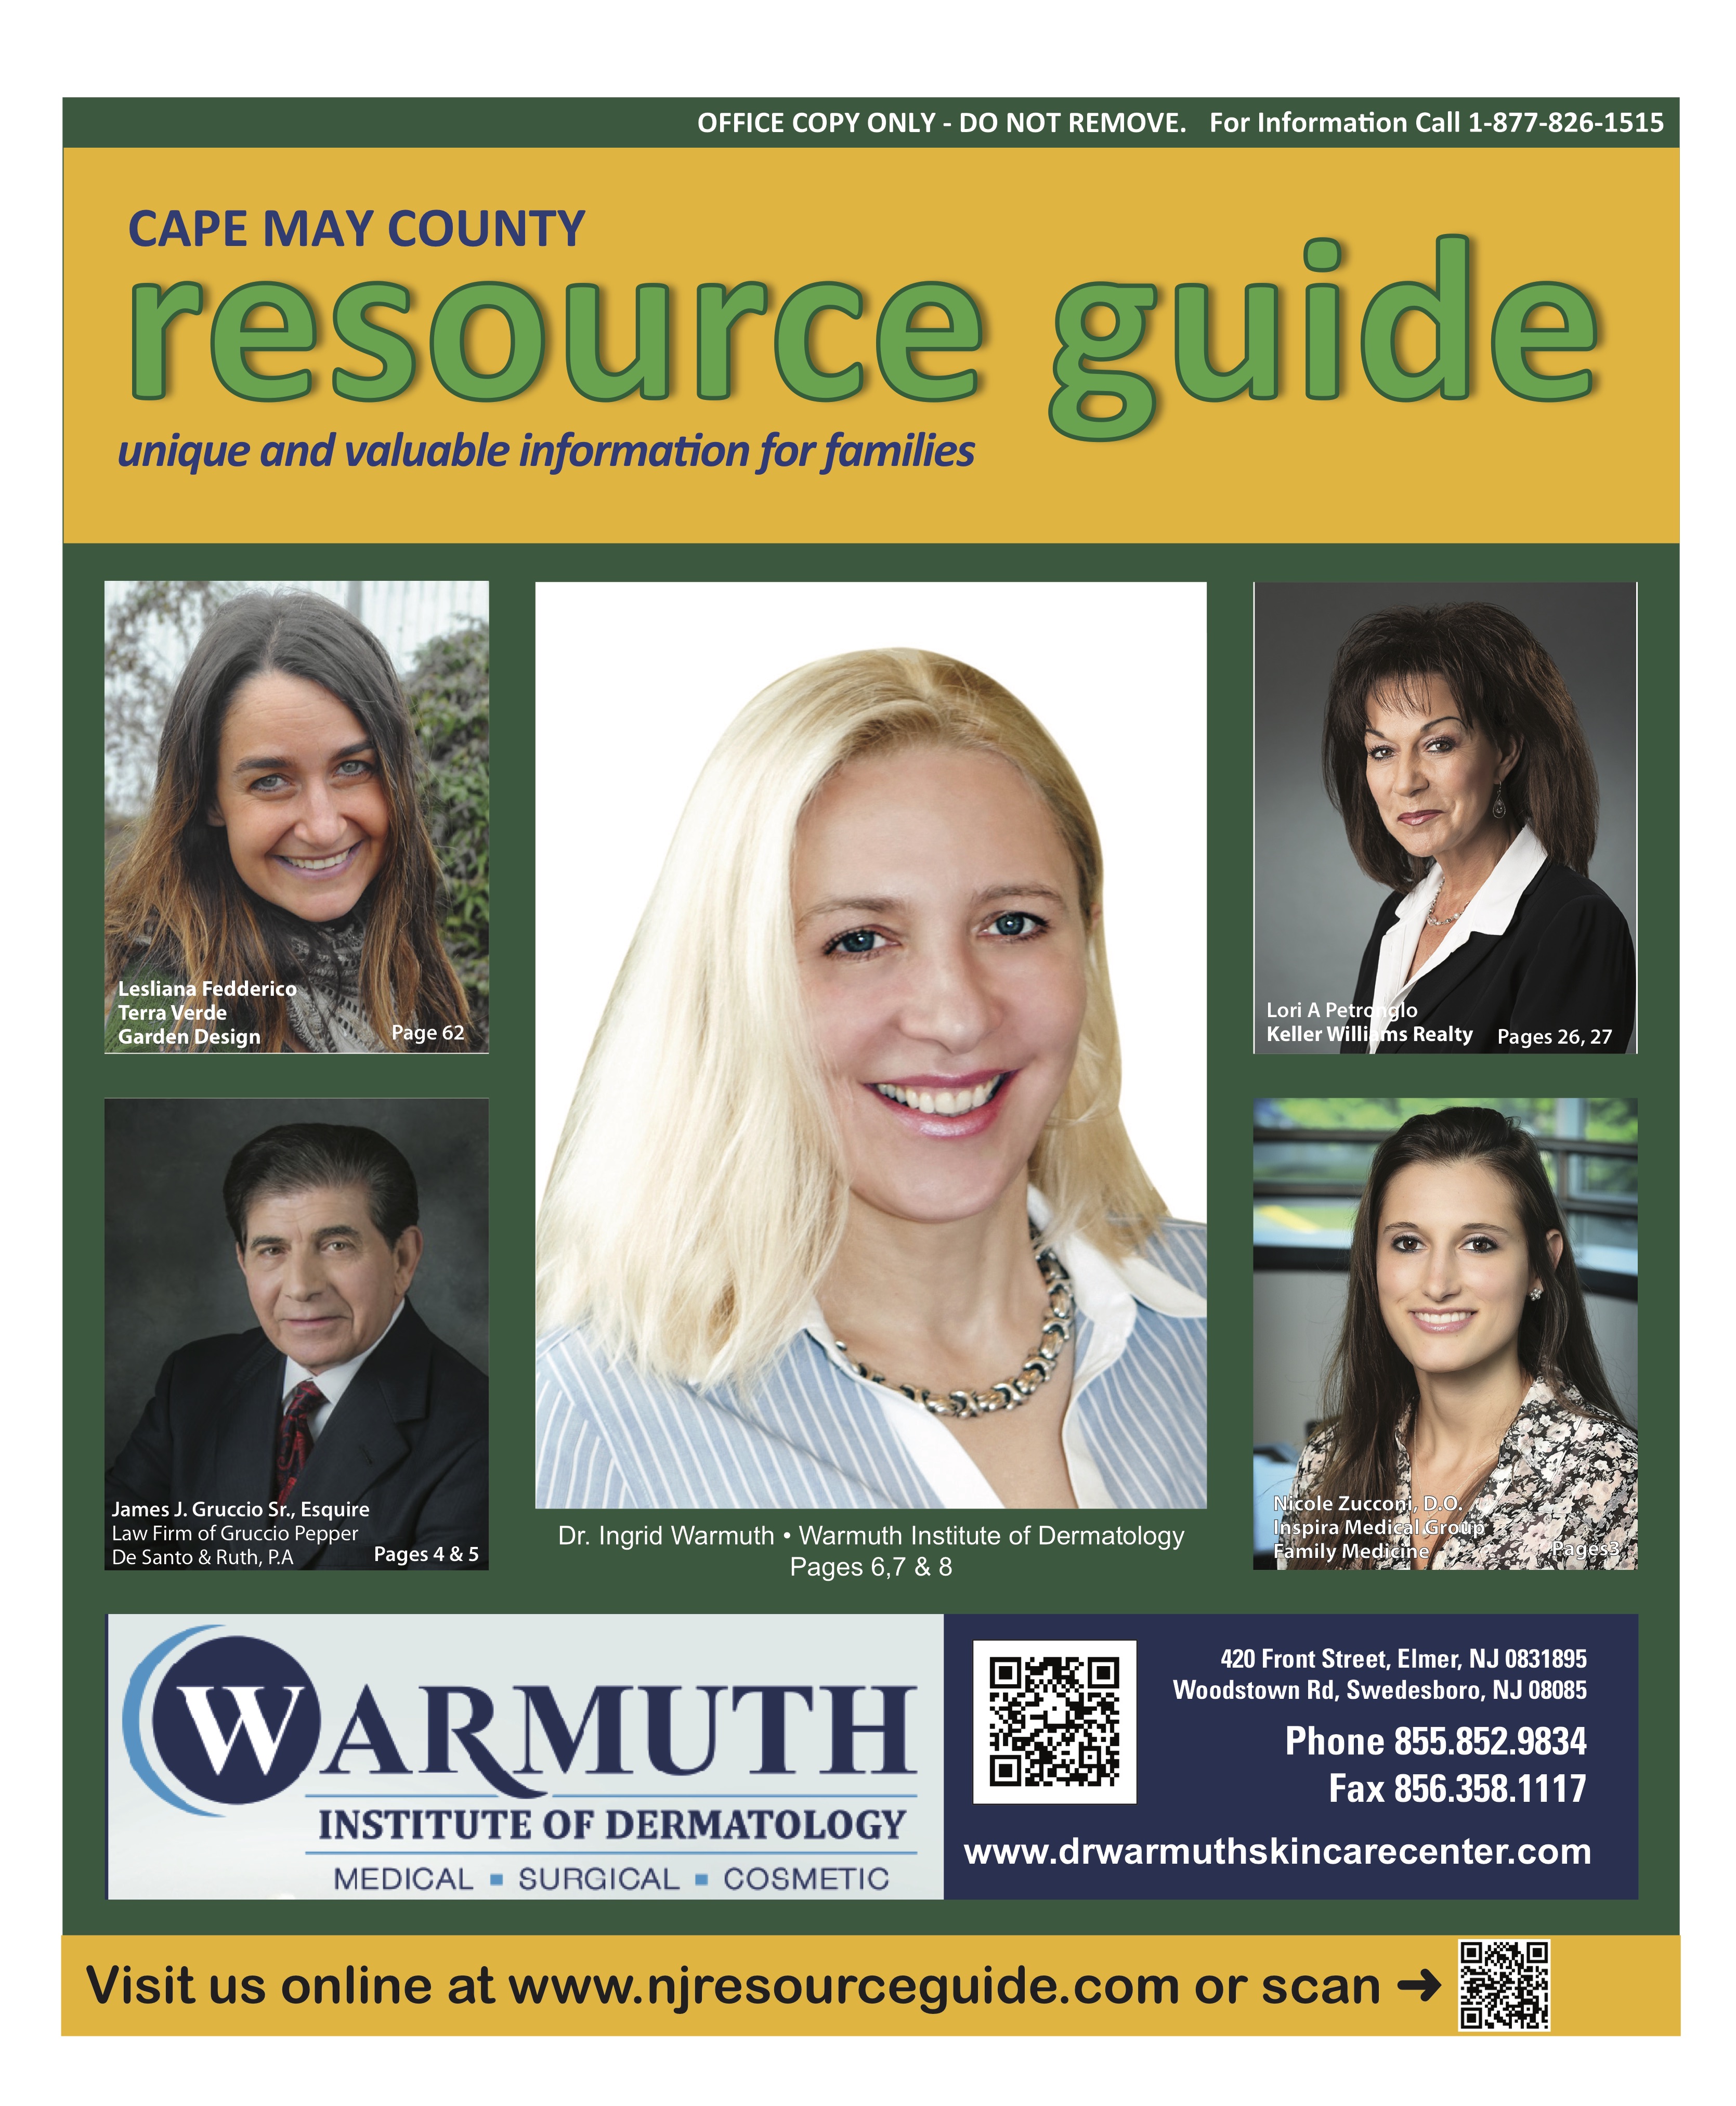 OFFICE COPY ONLY - DO NOT REMOVE. For Information Call 1-877-826-1515
CAPE MAY COUNTY
resource guide
unique and valuable information for families
Lesliana Fedderico
Terra Verde
Garden Design
Page 62
Lori A Petronglo
Keller Williams Realty Pages 26, 27
James J. Gruccio Sr., Esquire
Law Firm of Gruccio Pepper
De Santo & Ruth, P.A
Pages 4 & 5
Dr. Ingrid Warmuth • Warmuth Institute of Dermatology
Pages 6,7 & 8
Nicole Zucconi, D.O.
Inspira Medical Group
Family Medicine
Pages3
WARMUTH
INSTITUTE OF DERMATOLOGY
MEDICAL ▪ SURGICAL ▪ COSMETIC
420 Front Street, Elmer, NJ 0831895
Woodstown Rd, Swedesboro, NJ 08085
Phone 855.852.9834
Fax 856.358.1117
www.drwarmuthskincarecenter.com
Visit us online at www.njresourceguide.com or scan ➔